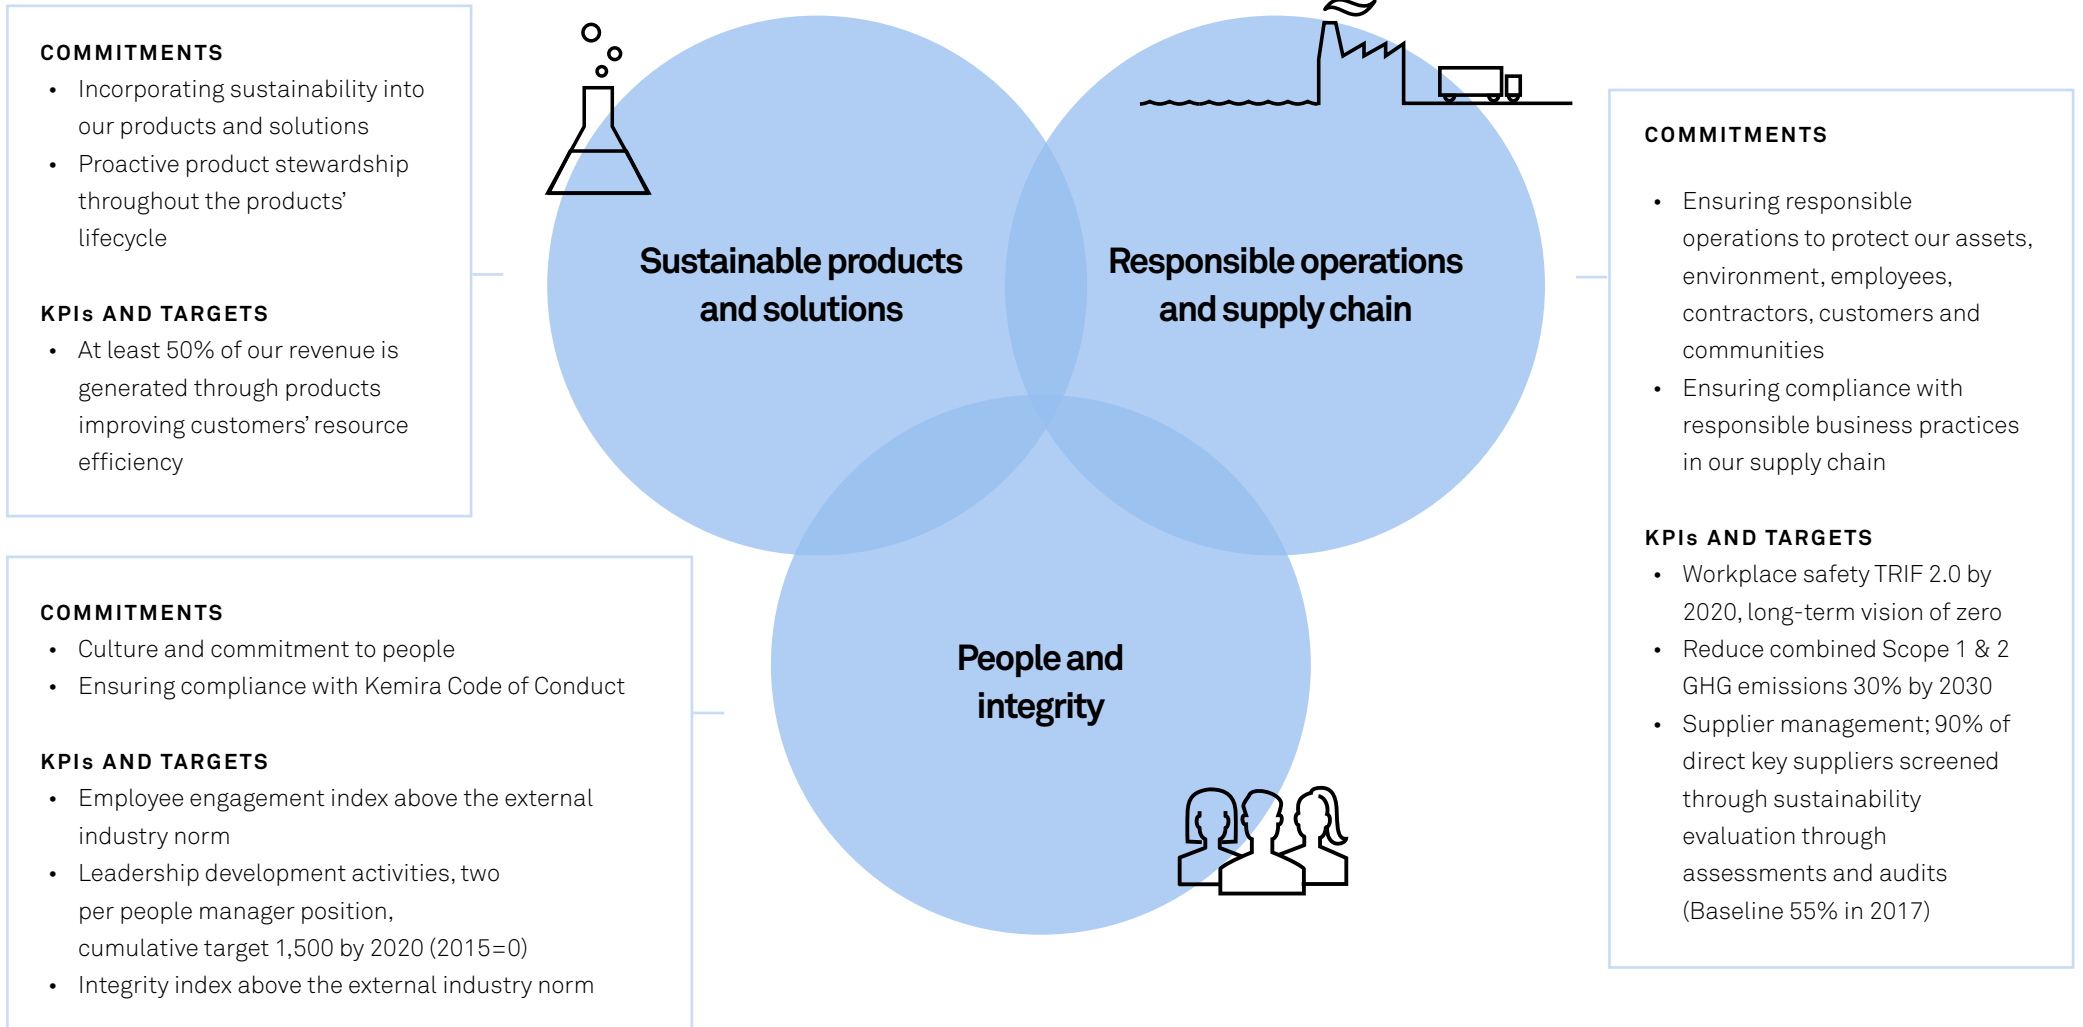 COMMITMENTS
• Incorporating sustainability into
our products and solutions
• Proactive product stewardship
throughout the products’
lifecycle
KPIs AND TARGETS
• At least 50% of our revenue is
generated through products
improving customers’ resource
efficiency
Sustainable products
and solutions
Responsible operations
and supply chain
COMMITMENTS
• Ensuring responsible
operations to protect our assets,
environment, employees,
contractors, customers and
communities
• Ensuring compliance with
responsible business practices
in our supply chain
KPIs AND TARGETS
• Workplace safety TRIF 2.0 by
2020, long-term vision of zero
• Reduce combined Scope 1 & 2
GHG emissions 30% by 2030
• Supplier management; 90% of
direct key suppliers screened
through sustainability
evaluation through
assessments and audits
(Baseline 55% in 2017)
COMMITMENTS
• Culture and commitment to people
• Ensuring compliance with Kemira Code of Conduct
KPIs AND TARGETS
• Employee engagement index above the external
industry norm
• Leadership development activities, two
per people manager position,
cumulative target 1,500 by 2020 (2015=0)
• Integrity index above the external industry norm
People and
integrity